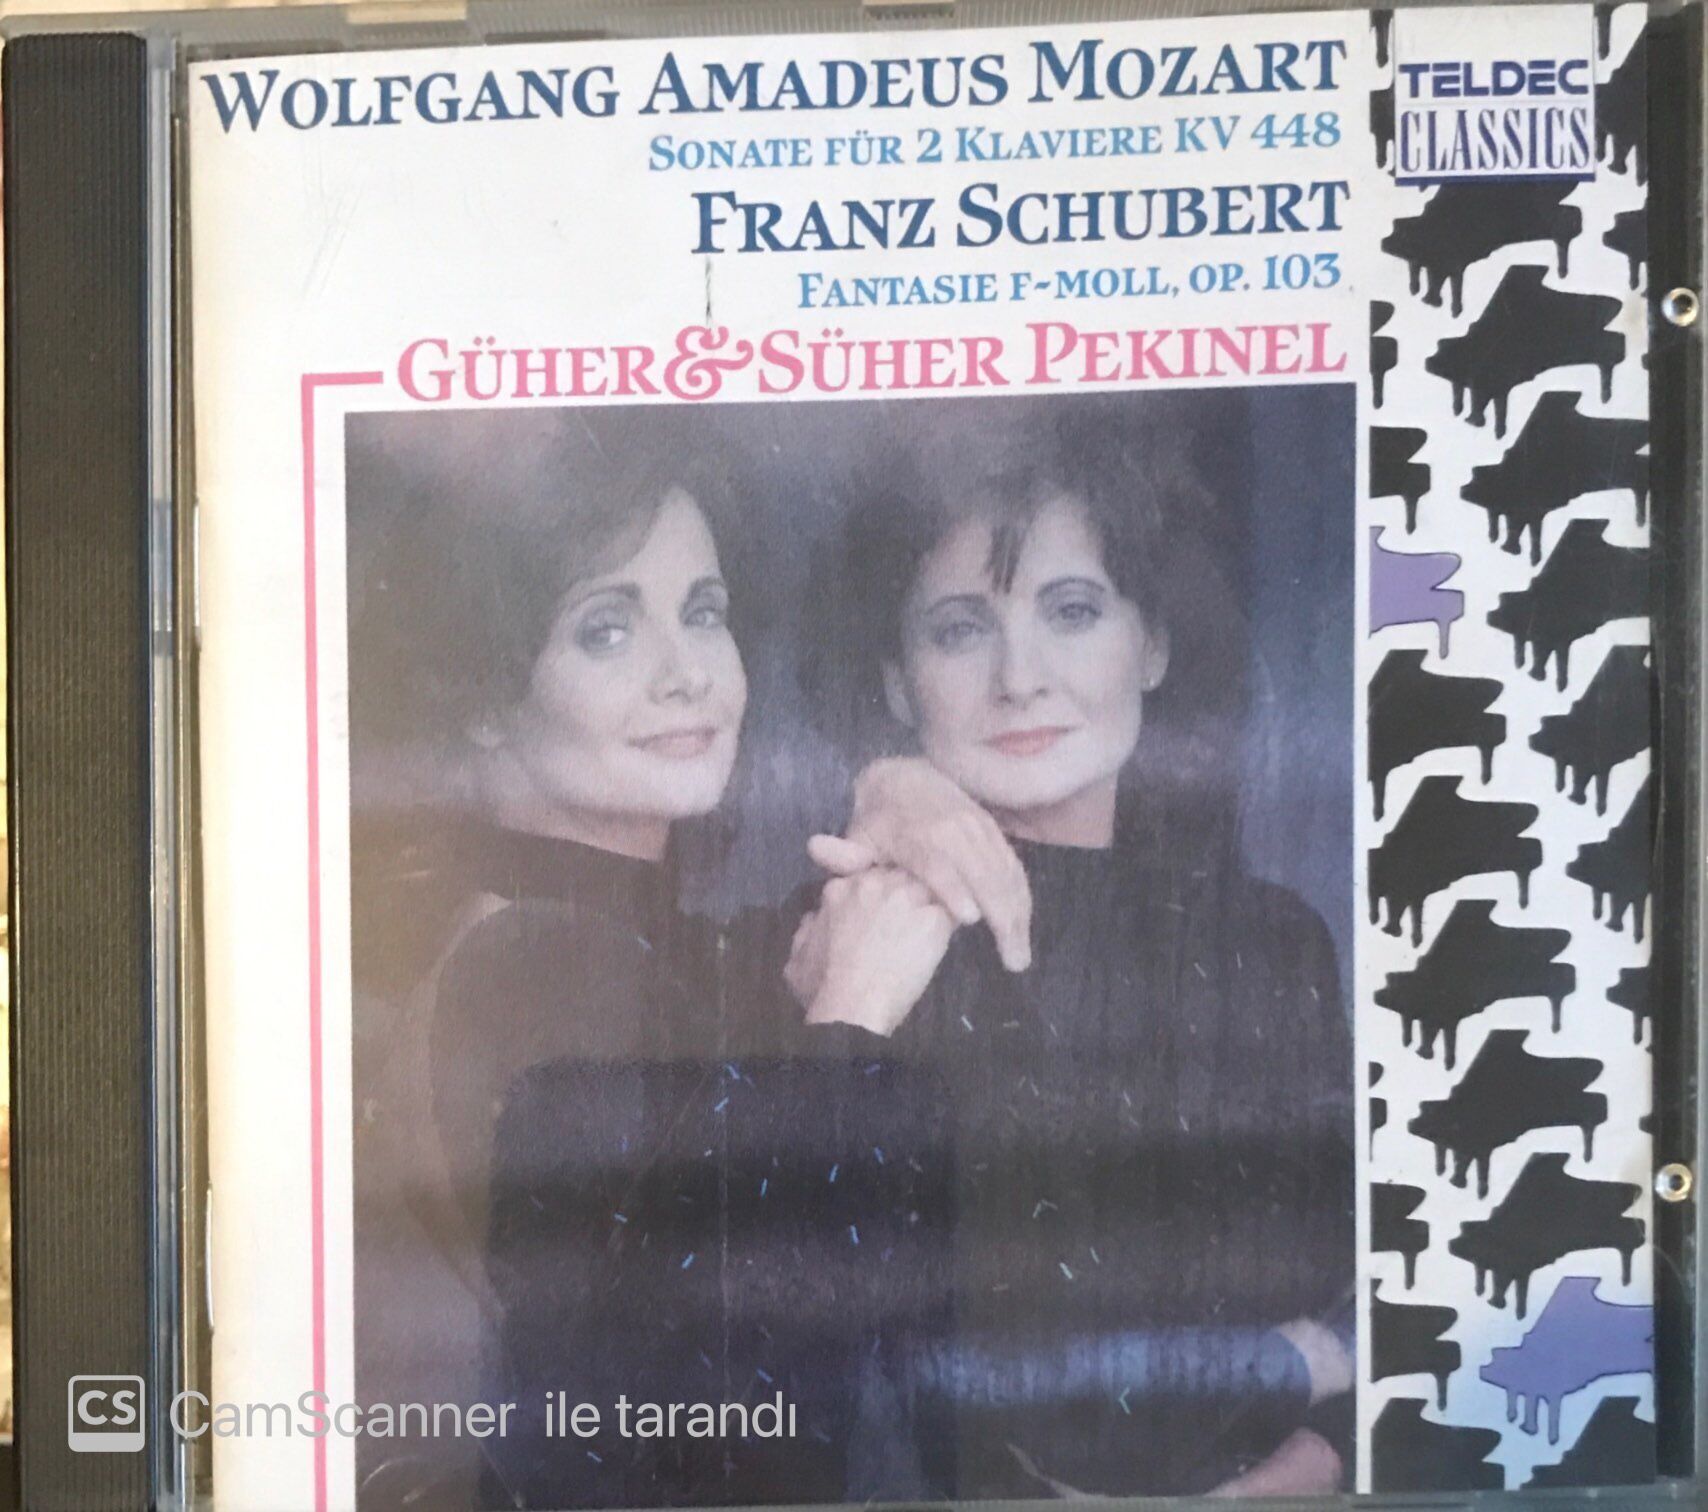 WOLFGANG AMADEUS MOZART
SONATE FÜR 2 KLAVIERE KV 448
FRANZ SCHUBERT
FANTASIE F-MOLL, OP. 103
GÜHER & SÜHER PEKINEL
TELDEC
CLASSICS
CS CamScanner ile tarandı